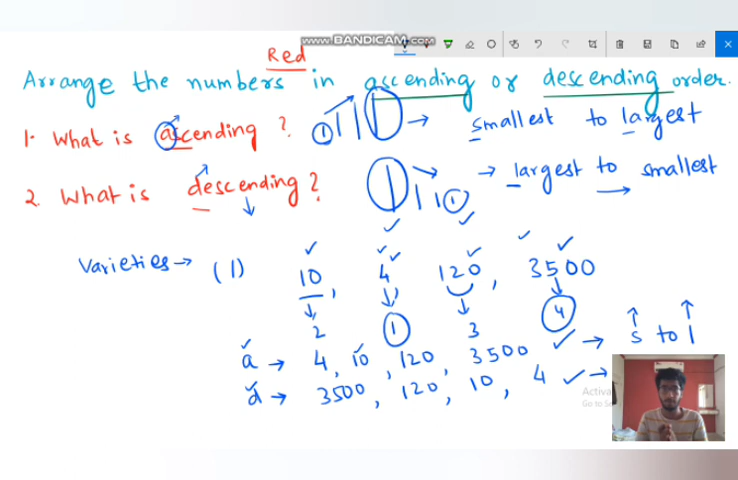 WWW.BANDICAM.COM
Red
Arrange the numbers in ascending or descending order.
1. What is ascending ? → smallest to largest
2. What is descending ? → largest to smallest
Varieties → (1) 10, 4, 120, 3500
2 1 3 4
a → 4, 10, 120, 3500 → s to l
d → 3500, 120, 10, 4 →